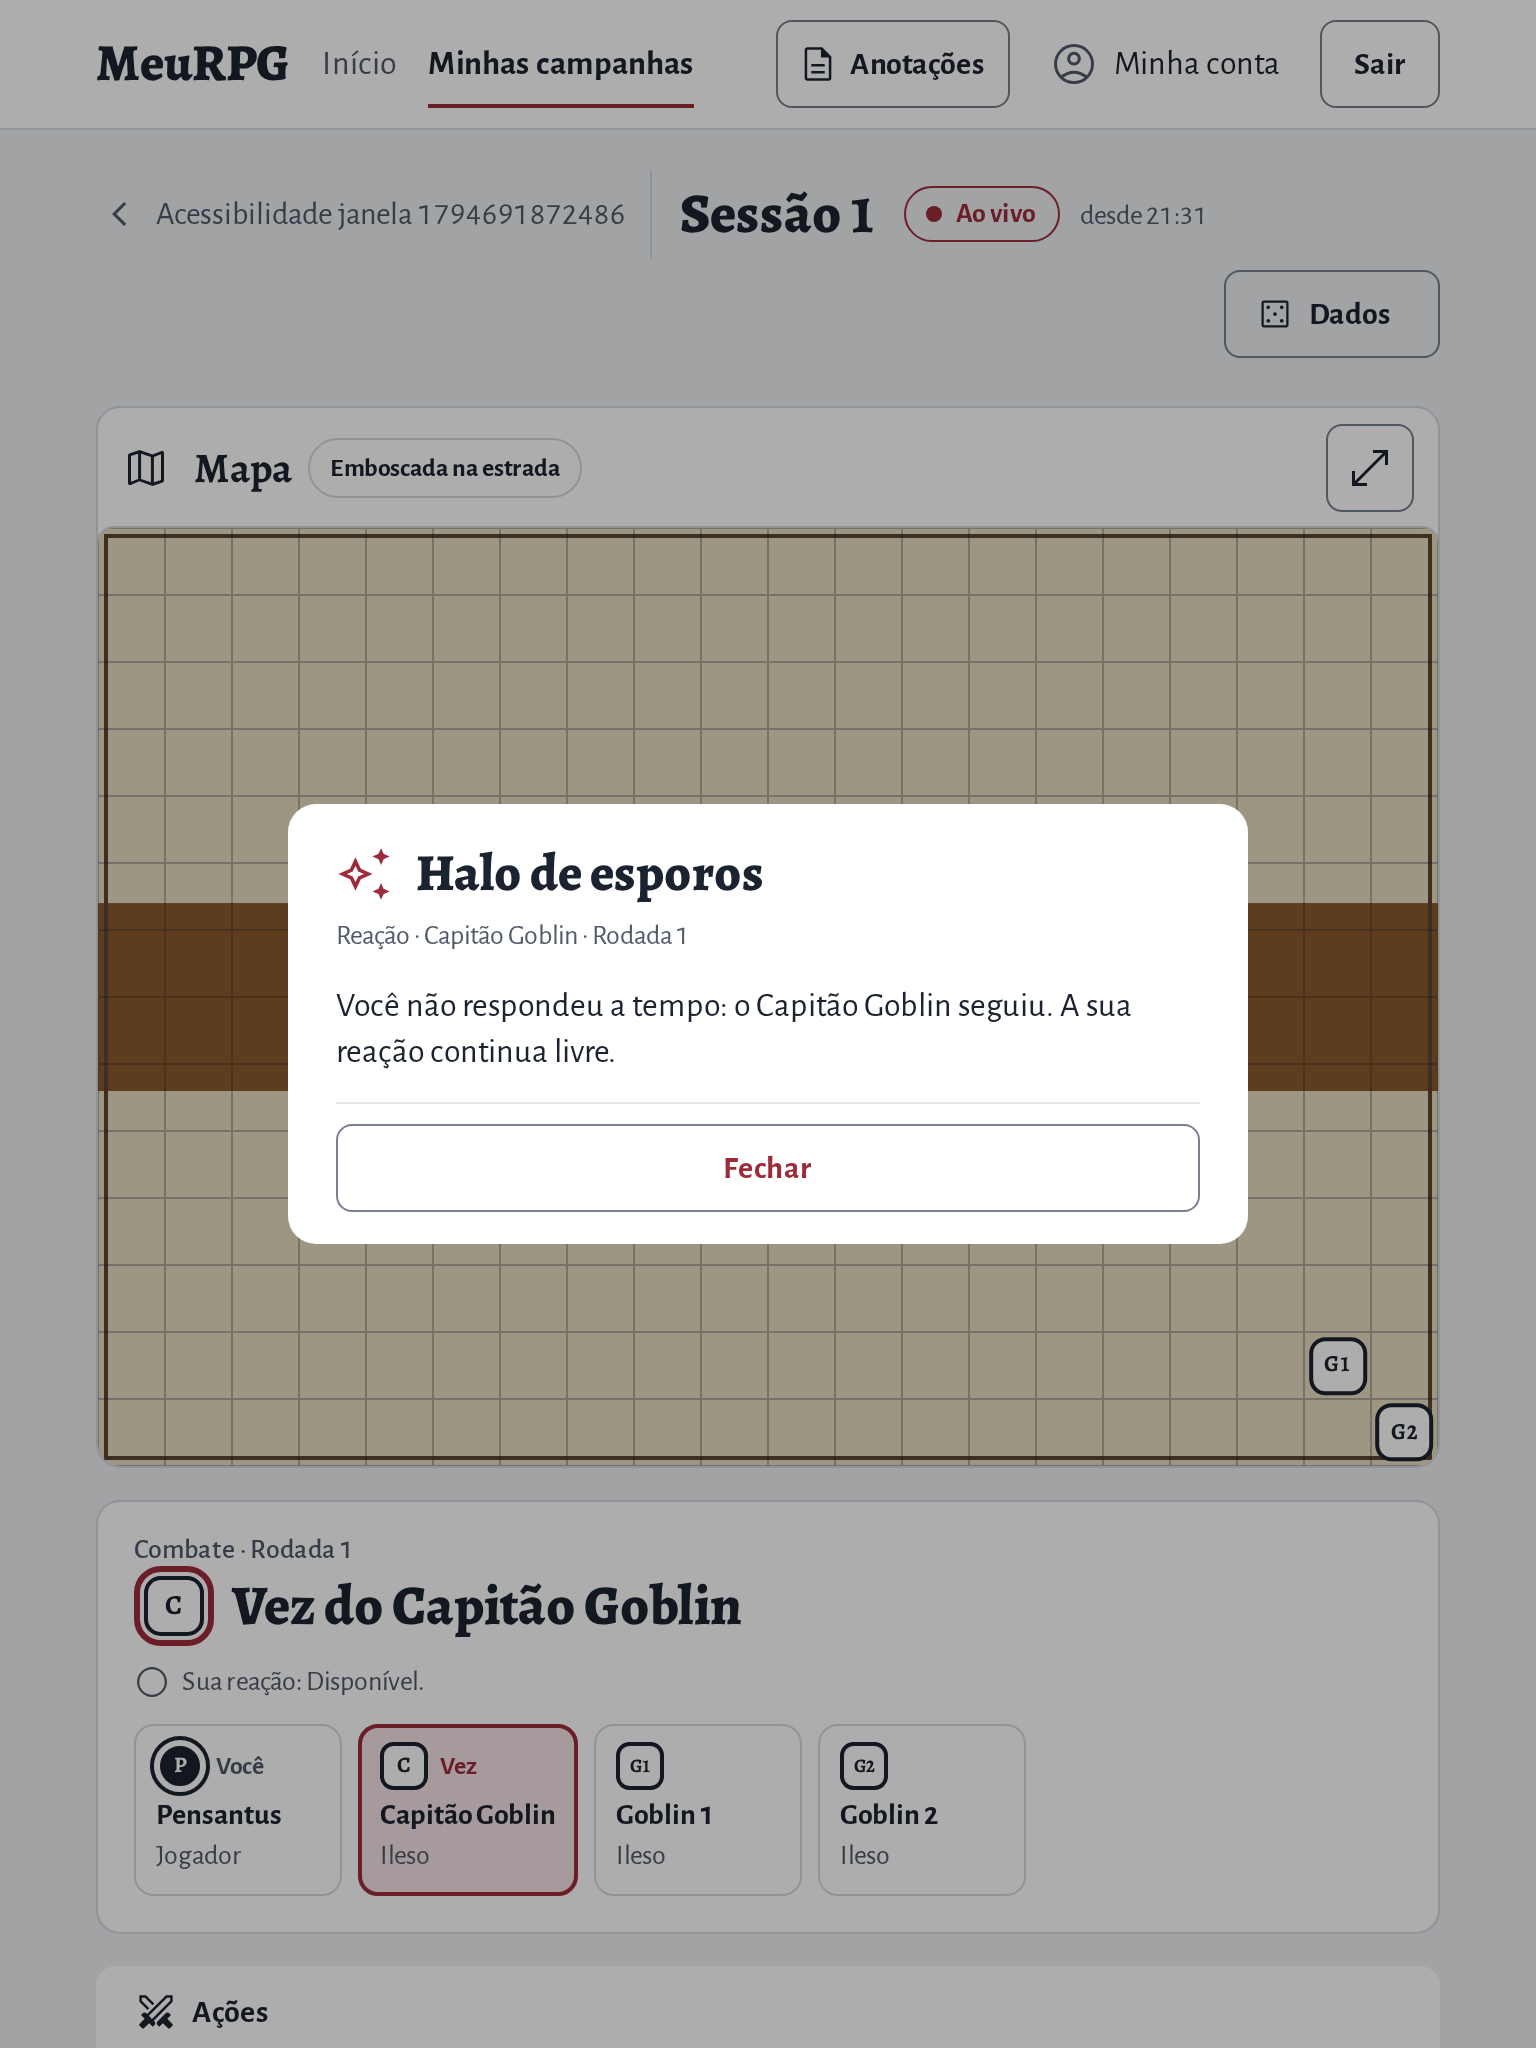 MeuRPG
Início
Minhas campanhas
Anotações
Minha conta
Sair
Acessibilidade janela 1794691872486
Sessão 1
Ao vivo
desde 21:31
Dados
Mapa
Emboscada na estrada
Halo de esporos
Reação · Capitão Goblin · Rodada 1
Você não respondeu a tempo: o Capitão Goblin seguiu. A sua
reação continua livre.
Fechar
G1
G2
Combate · Rodada 1
C
Vez do Capitão Goblin
Sua reação: Disponível.
P
Você
Pensantus
Jogador
C
Vez
Capitão Goblin
Ileso
G1
Goblin 1
Ileso
G2
Goblin 2
Ileso
Ações